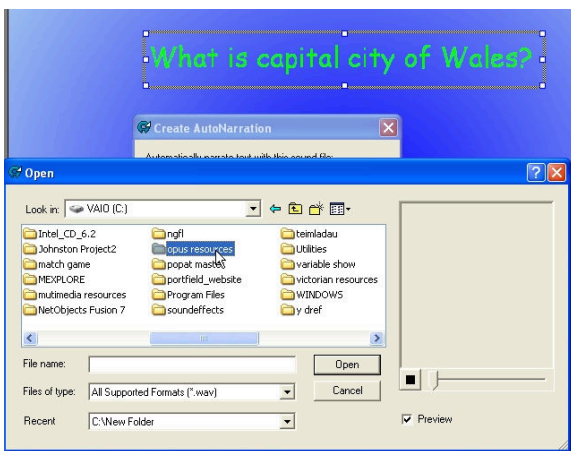 What is capital city of Wales?
Create AutoNarration
Automatically narrate text with this sound file:
Open
Look in: VAIO (C:)
Intel_CD_6.2
Johnston Project2
match game
MEXPLORE
mutimedia resources
NetObjects Fusion 7
ngfl
opus resources
popat master
portfield_website
Program Files
soundeffects
teimladau
Utilities
variable show
victorian resources
WINDOWS
y dref
File name:
Open
Files of type: All Supported Formats (*.wav)
Cancel
Recent C:\New Folder
Preview